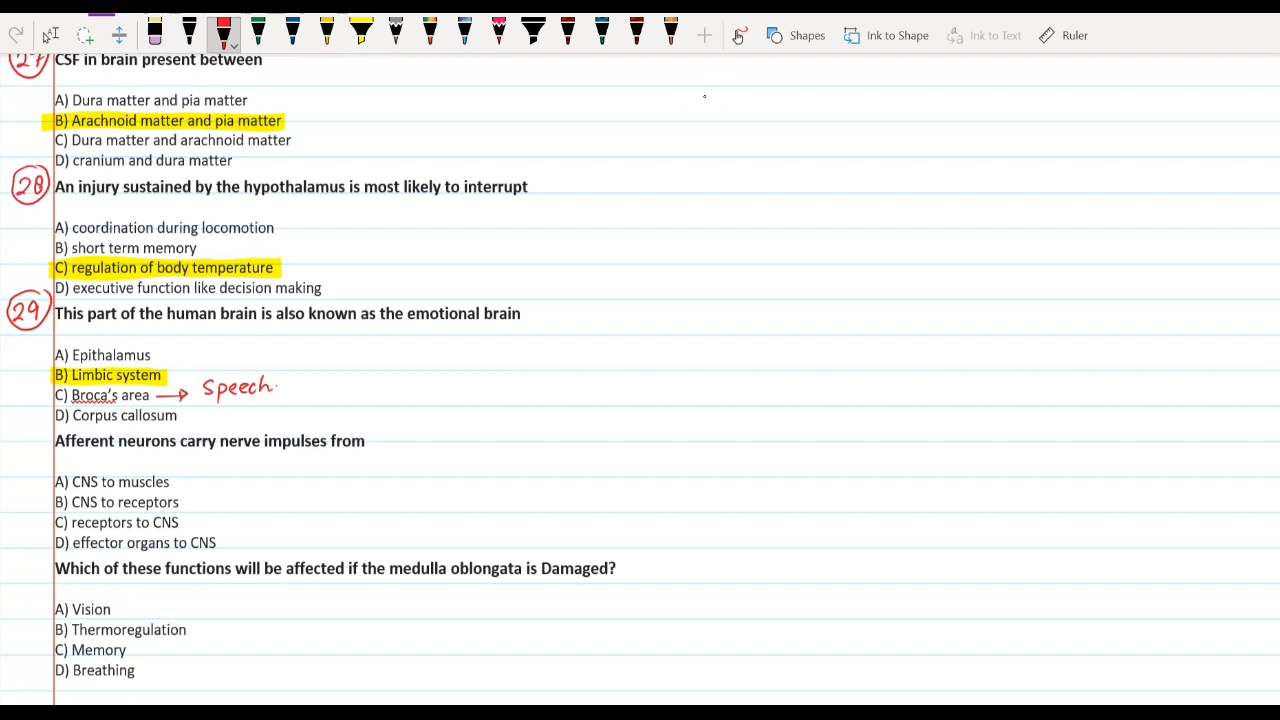 Shapes Ink to Shape Ink to Text Ruler
27 CSF in brain present between
A) Dura matter and pia matter
B) Arachnoid matter and pia matter
C) Dura matter and arachnoid matter
D) cranium and dura matter
28 An injury sustained by the hypothalamus is most likely to interrupt
A) coordination during locomotion
B) short term memory
C) regulation of body temperature
D) executive function like decision making
29 This part of the human brain is also known as the emotional brain
A) Epithalamus
B) Limbic system
C) Broca's area → Speech.
D) Corpus callosum
Afferent neurons carry nerve impulses from
A) CNS to muscles
B) CNS to receptors
C) receptors to CNS
D) effector organs to CNS
Which of these functions will be affected if the medulla oblongata is Damaged?
A) Vision
B) Thermoregulation
C) Memory
D) Breathing